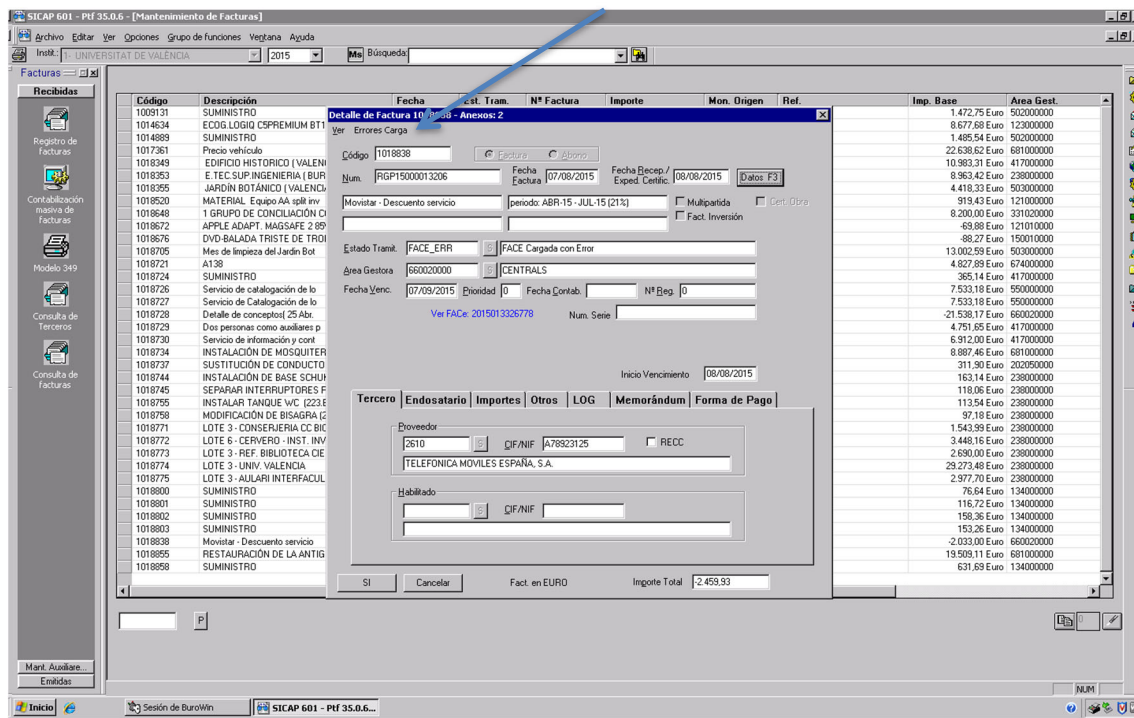 SICAP 601 - Ptf 35.0.6 - [Mantenimiento de Facturas]
Archivo Editar Ver Opciones Grupo de funciones Ventana Ayuda
Instit.: 1- UNIVERSITAT DE VALÈNCIA 2015 Ms Búsqueda:
Facturas
Recibidas
Registro de facturas
Contabilización masiva de facturas
Modelo 349
Consulta de Terceros
Consulta de facturas
Mant. Auxiliare...
Emitidas
Código Descripción Fecha Est. Tram. Nº Factura Importe Mon. Origen Ref. Imp. Base Area Gest.
1009131 SUMINISTRO 1.472,75 Euro 502000000
1014634 ECOG.LOGIQ C5PREMIUM BT1 8.677,68 Euro 123000000
1014889 SUMINISTRO 1.485,54 Euro 502000000
1017361 Precio vehículo 22.638,62 Euro 681000000
1018349 EDIFICIO HISTORICO ( VALEN 10.983,31 Euro 417000000
1018353 E.TEC.SUP.INGENIERIA ( BUR 8.963,42 Euro 238000000
1018355 JARDÍN BOTÁNICO ( VALENCI 4.418,33 Euro 503000000
1018520 MATERIAL Equipo AA split inv 919,43 Euro 121000000
1018648 1 GRUPO DE CONCILIACIÓN C 8.200,00 Euro 331020000
1018672 APPLE ADAPT. MAGSAFE 2 85 -69,88 Euro 121010000
1018676 DVD-BALADA TRISTE DE TRO -88,27 Euro 150010000
1018705 Mes de limpieza del Jardin Bot 13.002,59 Euro 503000000
1018721 A138 4.827,89 Euro 674000000
1018724 SUMINISTRO 365,14 Euro 417000000
1018726 Servicio de catalogación de lo 7.533,18 Euro 550000000
1018727 Servicio de Catalogación de lo 7.533,18 Euro 550000000
1018728 Detalle de conceptos( 25 Abr. -21.538,17 Euro 660020000
1018729 Dos personas como auxiliares p 4.751,65 Euro 417000000
1018730 Servicio de información y cont 6.912,00 Euro 417000000
1018734 INSTALACIÓN DE MOSQUITER 8.887,46 Euro 681000000
1018737 SUSTITUCIÓN DE CONDUCTO 311,90 Euro 202050000
1018744 INSTALACIÓN DE BASE SCHU 163,14 Euro 238000000
1018745 SEPARAR INTERRUPTORES F 118,06 Euro 238000000
1018755 INSTALAR TANQUE WC (223.E 113,54 Euro 238000000
1018758 MODIFICACIÓN DE BISAGRA (2 97,18 Euro 238000000
1018771 LOTE 3 - CONSERJERIA CC BIO 1.543,99 Euro 238000000
1018772 LOTE 6 - CERVERO - INST. INV 3.448,16 Euro 238000000
1018773 LOTE 3 - REF. BIBLIOTECA CIE 2.690,00 Euro 238000000
1018774 LOTE 3 - UNIV. VALENCIA 29.273,48 Euro 238000000
1018775 LOTE 3 - AULARI INTERFACUL 2.977,70 Euro 238000000
1018800 SUMINISTRO 76,64 Euro 134000000
1018801 SUMINISTRO 116,72 Euro 134000000
1018802 SUMINISTRO 158,36 Euro 134000000
1018803 SUMINISTRO 153,26 Euro 134000000
1018838 Movistar - Descuento servicio -2.033,00 Euro 660020000
1018855 RESTAURACIÓN DE LA ANTIG 19.509,11 Euro 681000000
1018858 SUMINISTRO 631,69 Euro 134000000
Detalle de Factura 1018838 - Anexos: 2
Ver Errores Carga
Código 1018838 Factura Abono
Num. RGP15000013206 Fecha Factura 07/08/2015 Fecha Recep./ Exped. Certific. 08/08/2015 Datos F3
Movistar - Descuento servicio periodo: ABR-15 - JUL-15 (21%) Multipartida Cert. Obra
Fact. Inversión
Estado Tramit. FACE_ERR S FACE Cargada con Error
Area Gestora 660020000 S CENTRALS
Fecha Venc. 07/09/2015 Prioridad 0 Fecha Contab. Nº Reg. 0
Ver FACe: 2015013326778 Num. Serie
Inicio Vencimiento 08/08/2015
Tercero Endosatario Importes Otros LOG Memorándum Forma de Pago
Proveedor
2610 S CIF/NIF A78923125 RECC
TELEFONICA MOVILES ESPAÑA, S.A.
Habilitado
S CIF/NIF
SI Cancelar Fact. en EURO Importe Total -2.459,93
P 0
NUM
Inicio Sesión de BuroWin SICAP 601 - Ptf 35.0.6...